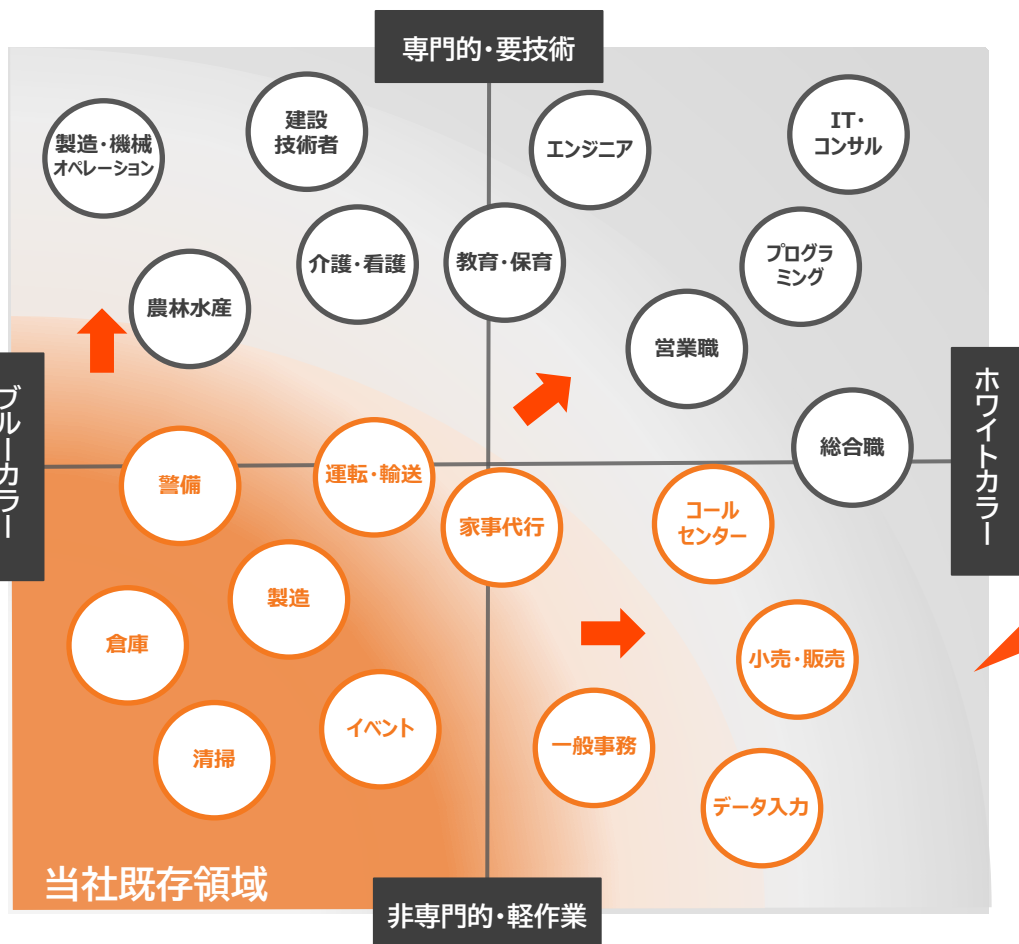 専門的・要技術
製造・機械
オペレーション
建設
技術者
エンジニア
IT・
コンサル
介護・看護
教育・保育
プログラ
ミング
農林水産
営業職
ブルーカラー
ホワイトカラー
総合職
警備
運転・輸送
家事代行
コール
センター
製造
倉庫
小売・販売
清掃
イベント
一般事務
データ入力
当社既存領域
非専門的・軽作業